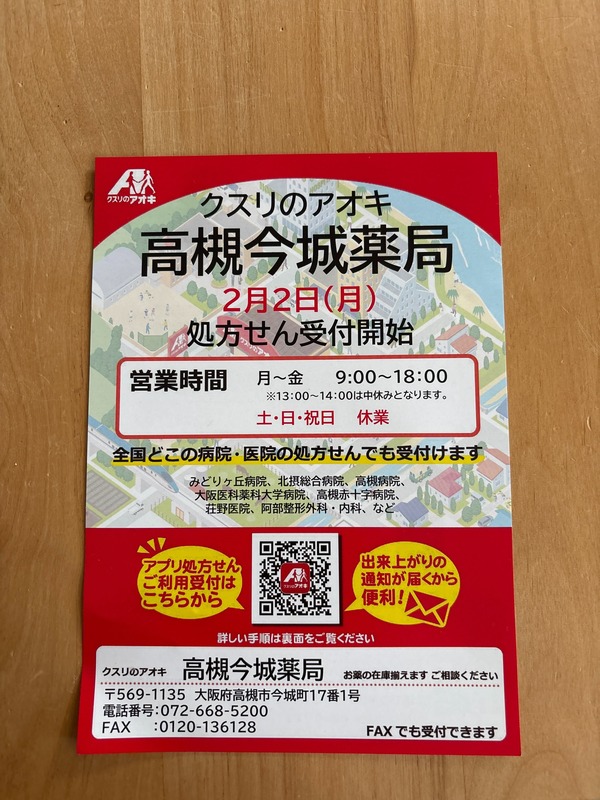 クスリのアオキ
クスリのアオキ
高槻今城薬局
2月2日(月)
処方せん受付開始
営業時間 月～金 9:00～18:00
※13:00～14:00は中休みとなります。
土・日・祝日 休業
全国どこの病院・医院の処方せんでも受付けます
みどりヶ丘病院、北摂総合病院、高槻病院、
大阪医科薬科大学病院、高槻赤十字病院、
荘野医院、阿部整形外科・内科、など
アプリ処方せん
ご利用受付は
こちらから
クスリのアオキ
出来上がりの
通知が届くから
便利!
詳しい手順は裏面をご覧ください
クスリのアオキ 高槻今城薬局 お薬の在庫揃えます ご相談ください
〒569-1135 大阪府高槻市今城町17番1号
電話番号:072-668-5200
FAX :0120-136128
FAXでも受付できます